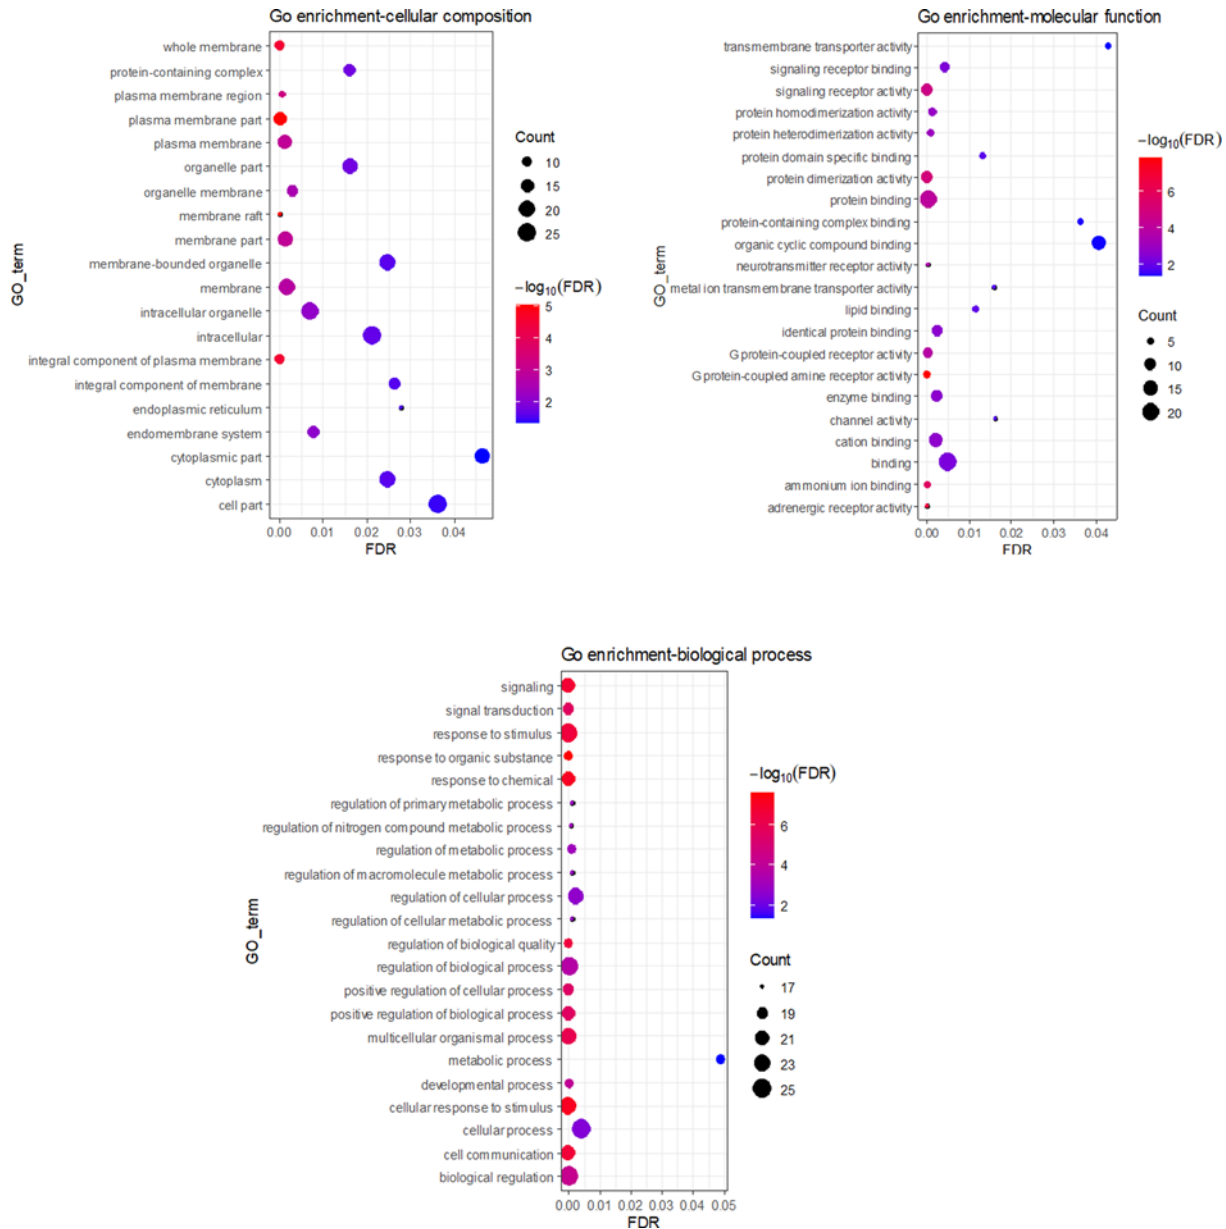 Go enrichment-cellular composition
whole membrane
protein-containing complex
plasma membrane region
plasma membrane part
plasma membrane
organelle part
organelle membrane
membrane raft
membrane part
membrane-bounded organelle
membrane
intracellular organelle
intracellular
integral component of plasma membrane
integral component of membrane
endoplasmic reticulum
endomembrane system
cytoplasmic part
cytoplasm
cell part
GO_term
0.00 0.01 0.02 0.03 0.04
FDR
Count
10
15
20
25
−log10(FDR)
5
4
3
2
Go enrichment-molecular function
transmembrane transporter activity
signaling receptor binding
signaling receptor activity
protein homodimerization activity
protein heterodimerization activity
protein domain specific binding
protein dimerization activity
protein binding
protein-containing complex binding
organic cyclic compound binding
neurotransmitter receptor activity
metal ion transmembrane transporter activity
lipid binding
identical protein binding
G protein-coupled receptor activity
G protein-coupled amine receptor activity
enzyme binding
channel activity
cation binding
binding
ammonium ion binding
adrenergic receptor activity
GO_term
0.00 0.01 0.02 0.03 0.04
FDR
−log10(FDR)
6
4
2
Count
5
10
15
20
Go enrichment-biological process
signaling
signal transduction
response to stimulus
response to organic substance
response to chemical
regulation of primary metabolic process
regulation of nitrogen compound metabolic process
regulation of metabolic process
regulation of macromolecule metabolic process
regulation of cellular process
regulation of cellular metabolic process
regulation of biological quality
regulation of biological process
positive regulation of cellular process
positive regulation of biological process
multicellular organismal process
metabolic process
developmental process
cellular response to stimulus
cellular process
cell communication
biological regulation
GO_term
0.00 0.01 0.02 0.03 0.04 0.05
FDR
−log10(FDR)
6
4
2
Count
17
19
21
23
25